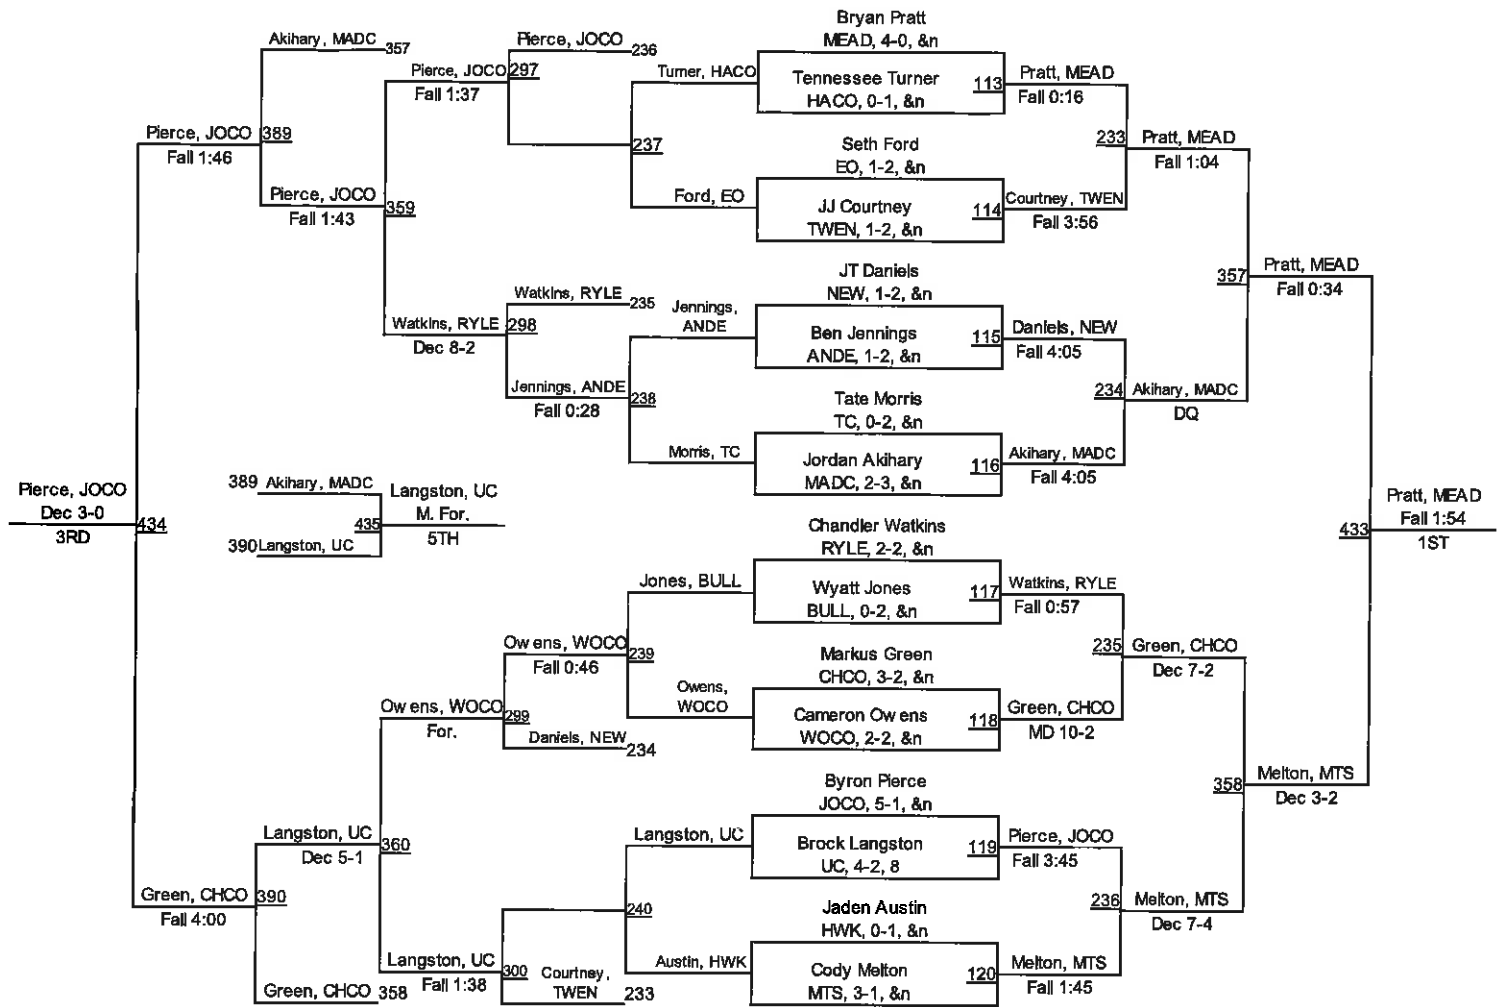 Bryan Pratt
MEAD, 4-0, &n
Tennessee Turner
HACO, 0-1, &n
Seth Ford
EO, 1-2, &n
JJ Courtney
TWEN, 1-2, &n
JT Daniels
NEW, 1-2, &n
Ben Jennings
ANDE, 1-2, &n
Tate Morris
TC, 0-2, &n
Jordan Akihary
MADC, 2-3, &n
Chandler Watkins
RYLE, 2-2, &n
Wyatt Jones
BULL, 0-2, &n
Markus Green
CHCO, 3-2, &n
Cameron Owens
WOCO, 2-2, &n
Byron Pierce
JOCO, 5-1, &n
Brock Langston
UC, 4-2, 8
Jaden Austin
HWK, 0-1, &n
Cody Melton
MTS, 3-1, &n
113
Pratt, MEAD
Fall 0:16
114
Courtney, TWEN
Fall 3:56
115
Daniels, NEW
Fall 4:05
116
Akihary, MADC
Fall 4:05
117
Watkins, RYLE
Fall 0:57
118
Green, CHCO
MD 10-2
119
Pierce, JOCO
Fall 3:45
120
Melton, MTS
Fall 1:45
233
Pratt, MEAD
Fall 1:04
234
Akihary, MADC
DQ
235
Green, CHCO
Dec 7-2
236
Melton, MTS
Dec 7-4
357
Pratt, MEAD
Fall 0:34
358
Melton, MTS
Dec 3-2
433
Pratt, MEAD
Fall 1:54
1ST
Turner, HACO
237
Ford, EO
Jennings,
ANDE
238
Morris, TC
Jones, BULL
239
Owens,
WOCO
Langston, UC
240
Austin, HWK
Pierce, JOCO
236
297
Watkins, RYLE
235
298
Jennings, ANDE
Fall 0:28
Owens, WOCO
Fall 0:46
299
Daniels, NEW
234
300
Courtney,
TWEN
233
Pierce, JOCO
Fall 1:37
359
Watkins, RYLE
Dec 8-2
Owens, WOCO
For.
360
Langston, UC
Fall 1:38
Akihary, MADC
357
389
Pierce, JOCO
Fall 1:43
Langston, UC
Dec 5-1
390
Green, CHCO
358
Pierce, JOCO
Fall 1:46
434
Green, CHCO
Fall 4:00
Pierce, JOCO
Dec 3-0
3RD
389 Akihary, MADC
435
390 Langston, UC
Langston, UC
M. For.
5TH